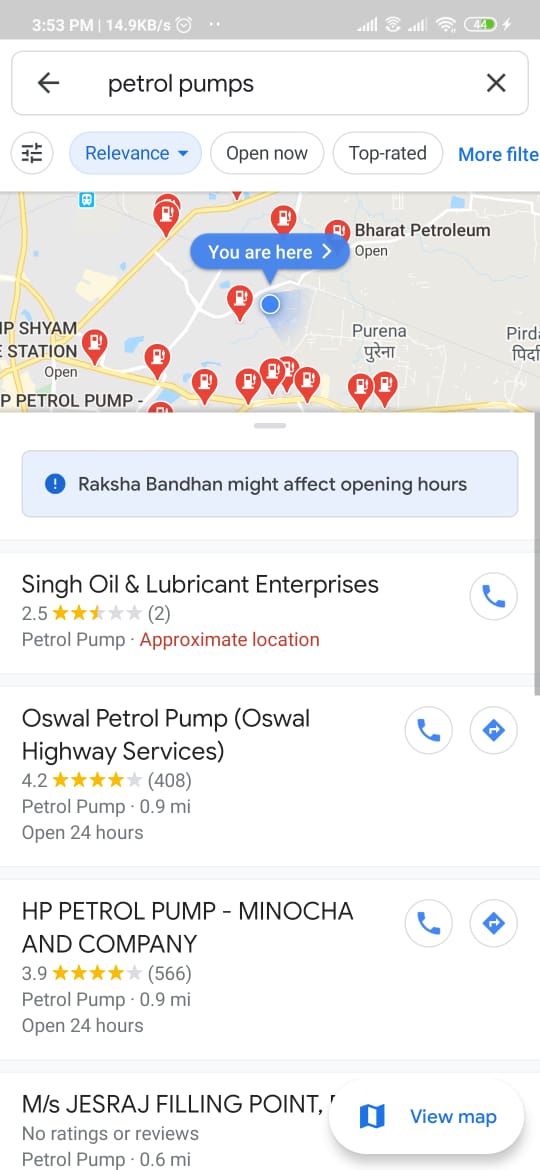 3:53 PM | 14.9KB/s
44
petrol pumps
Relevance
Open now
Top-rated
More filte
Bharat Petroleum
Open
You are here
IP SHYAM
E STATION
Open
P PETROL PUMP -
Purena
पुरेना
Pird
पिर्दा
Raksha Bandhan might affect opening hours
Singh Oil & Lubricant Enterprises
2.5 (2)
Petrol Pump · Approximate location
Oswal Petrol Pump (Oswal
Highway Services)
4.2 (408)
Petrol Pump · 0.9 mi
Open 24 hours
HP PETROL PUMP - MINOCHA
AND COMPANY
3.9 (566)
Petrol Pump · 0.9 mi
Open 24 hours
M/s JESRAJ FILLING POINT,
No ratings or reviews
Petrol Pump · 0.6 mi
View map